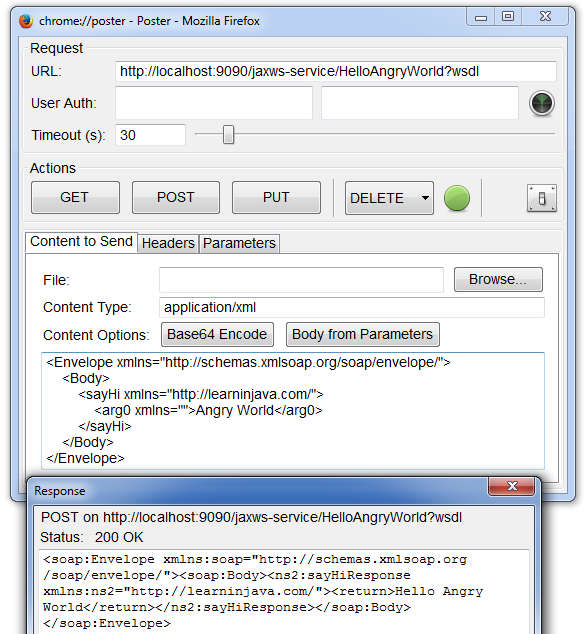 chrome://poster - Poster - Mozilla Firefox
Request
URL: http://localhost:9090/jaxws-service/HelloAngryWorld?wsdl
User Auth:
Timeout (s): 30
Actions
GET POST PUT DELETE
Content to Send Headers Parameters
File: Browse...
Content Type: application/xml
Content Options: Base64 Encode Body from Parameters
<Envelope xmlns="http://schemas.xmlsoap.org/soap/envelope/">
<Body>
<sayHi xmlns="http://learninjava.com/">
<arg0 xmlns="">Angry World</arg0>
</sayHi>
</Body>
</Envelope>
Response
POST on http://localhost:9090/jaxws-service/HelloAngryWorld?wsdl
Status: 200 OK
<soap:Envelope xmlns:soap="http://schemas.xmlsoap.org
/soap/envelope/"><soap:Body><ns2:sayHiResponse
xmlns:ns2="http://learninjava.com/"><return>Hello Angry
World</return></ns2:sayHiResponse></soap:Body>
</soap:Envelope>